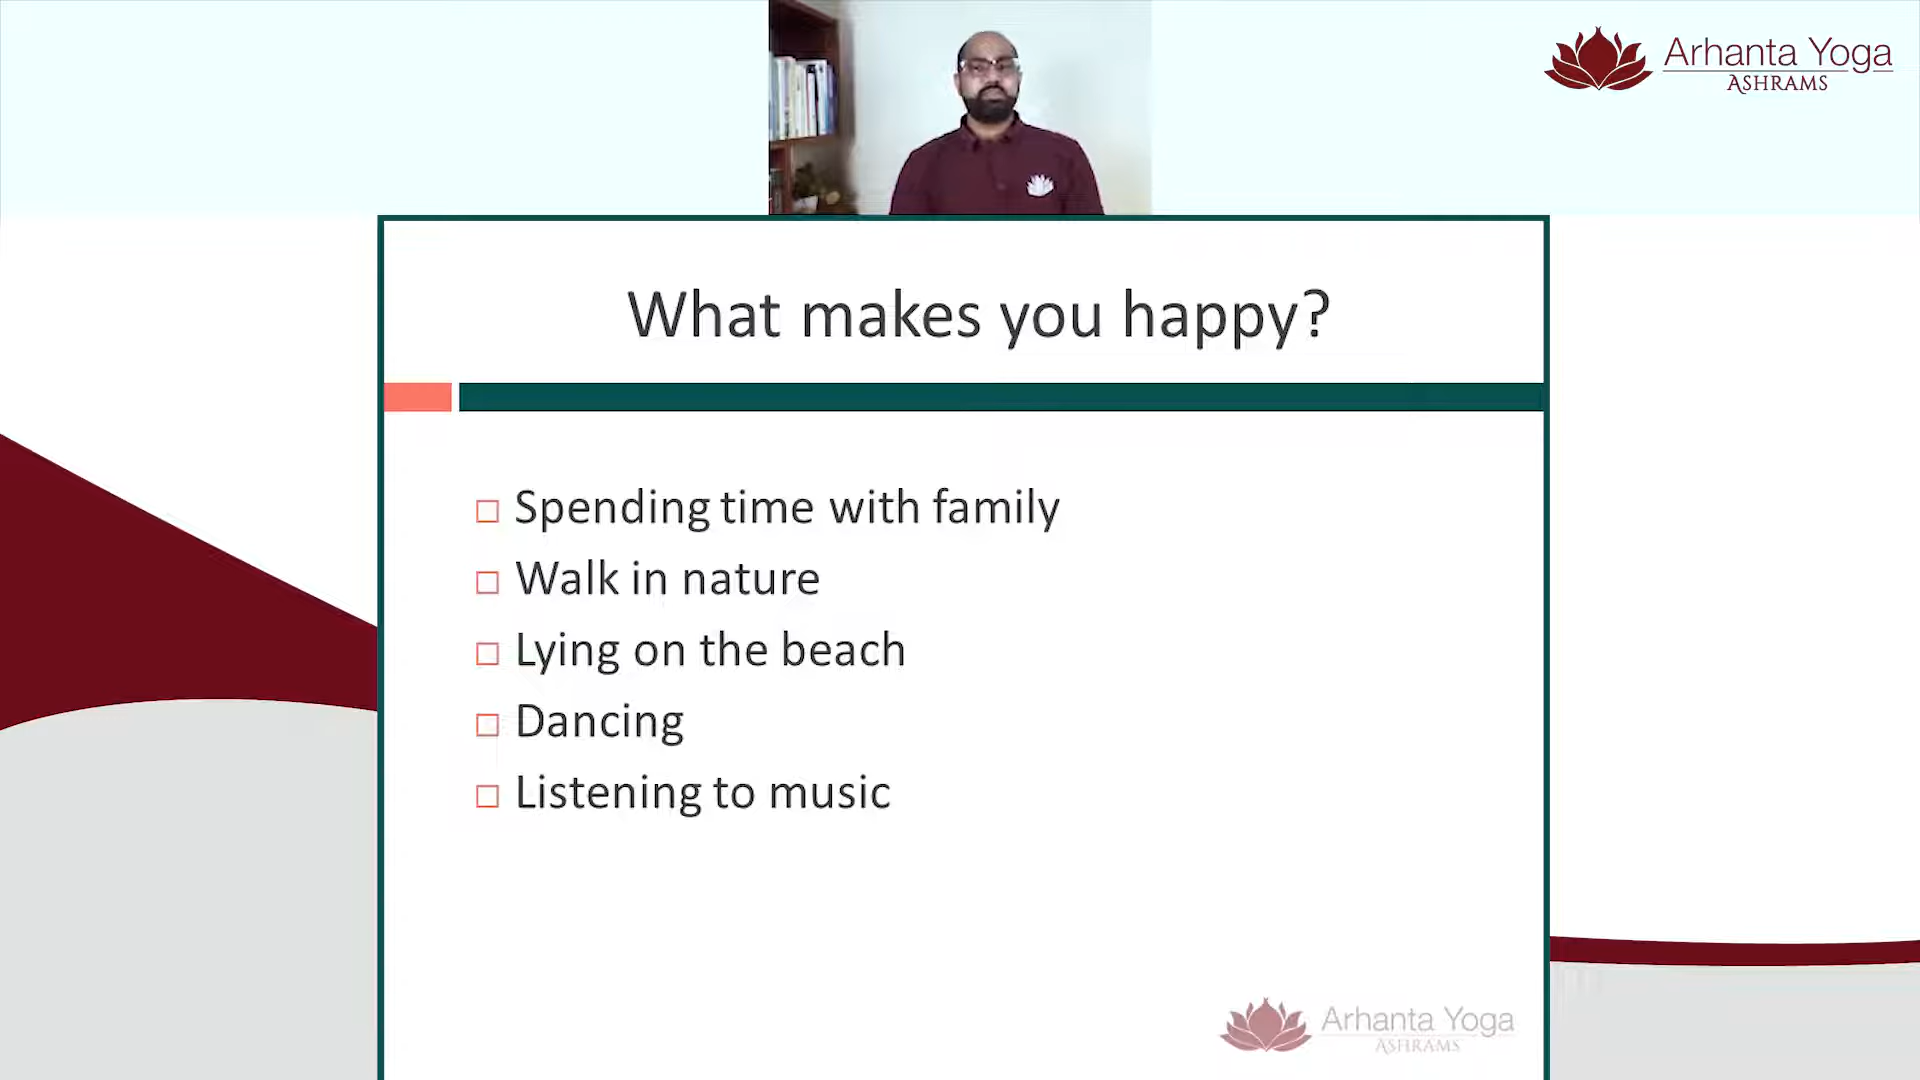 Arhanta Yoga
ASHRAMS
What makes you happy?
Spending time with family
Walk in nature
Lying on the beach
Dancing
Listening to music
Arhanta Yoga
ASHRAMS